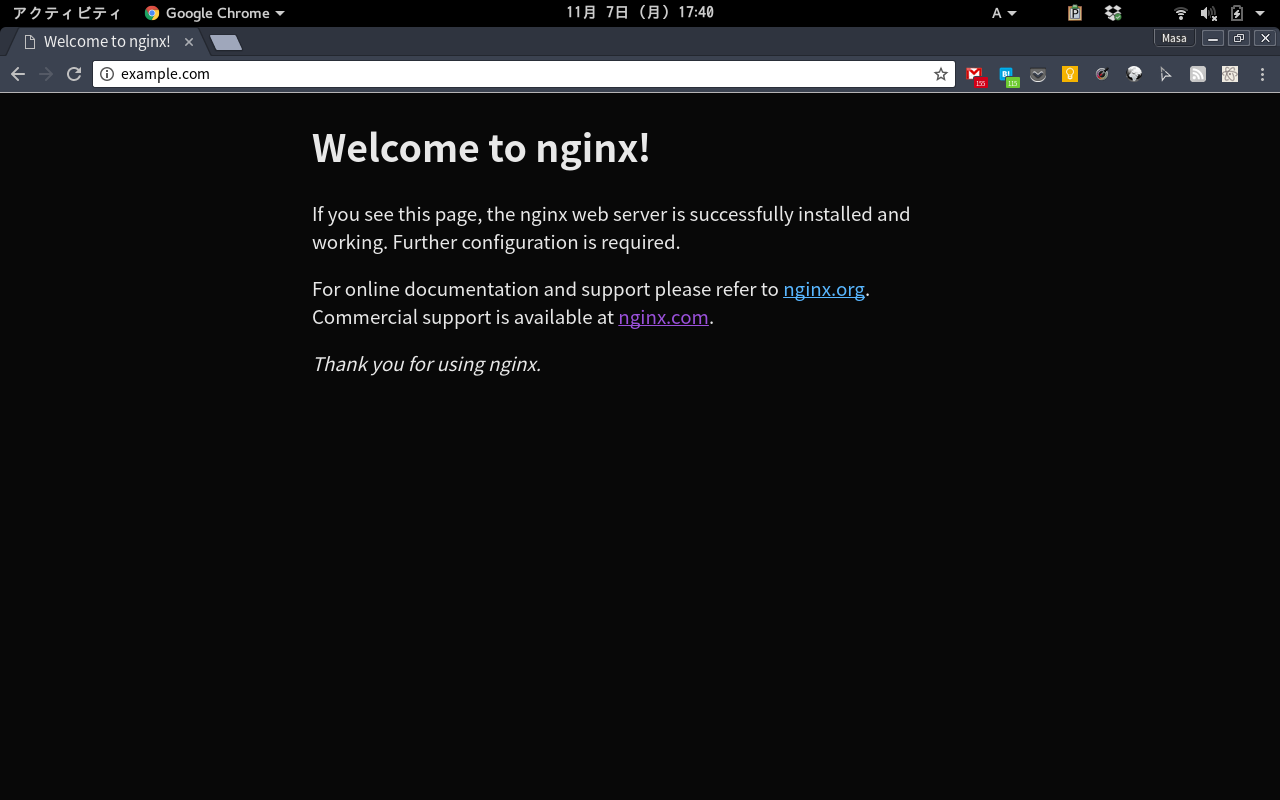 アクティビティ Google Chrome 11月 7日 (月) 17:40 A
Welcome to nginx! Masa
example.com 155 115
Welcome to nginx!
If you see this page, the nginx web server is successfully installed and
working. Further configuration is required.
For online documentation and support please refer to nginx.org.
Commercial support is available at nginx.com.
Thank you for using nginx.